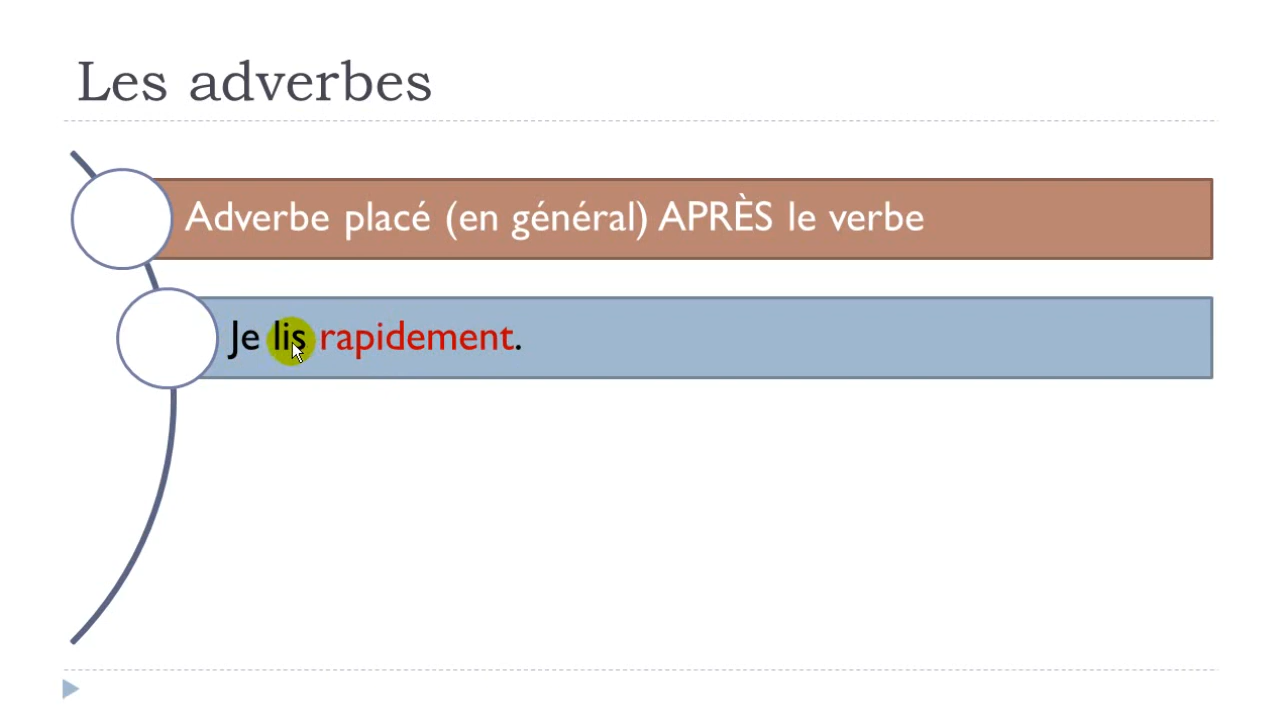 Les adverbes
Adverbe placé (en général) APRÈS le verbe
Je lis rapidement.